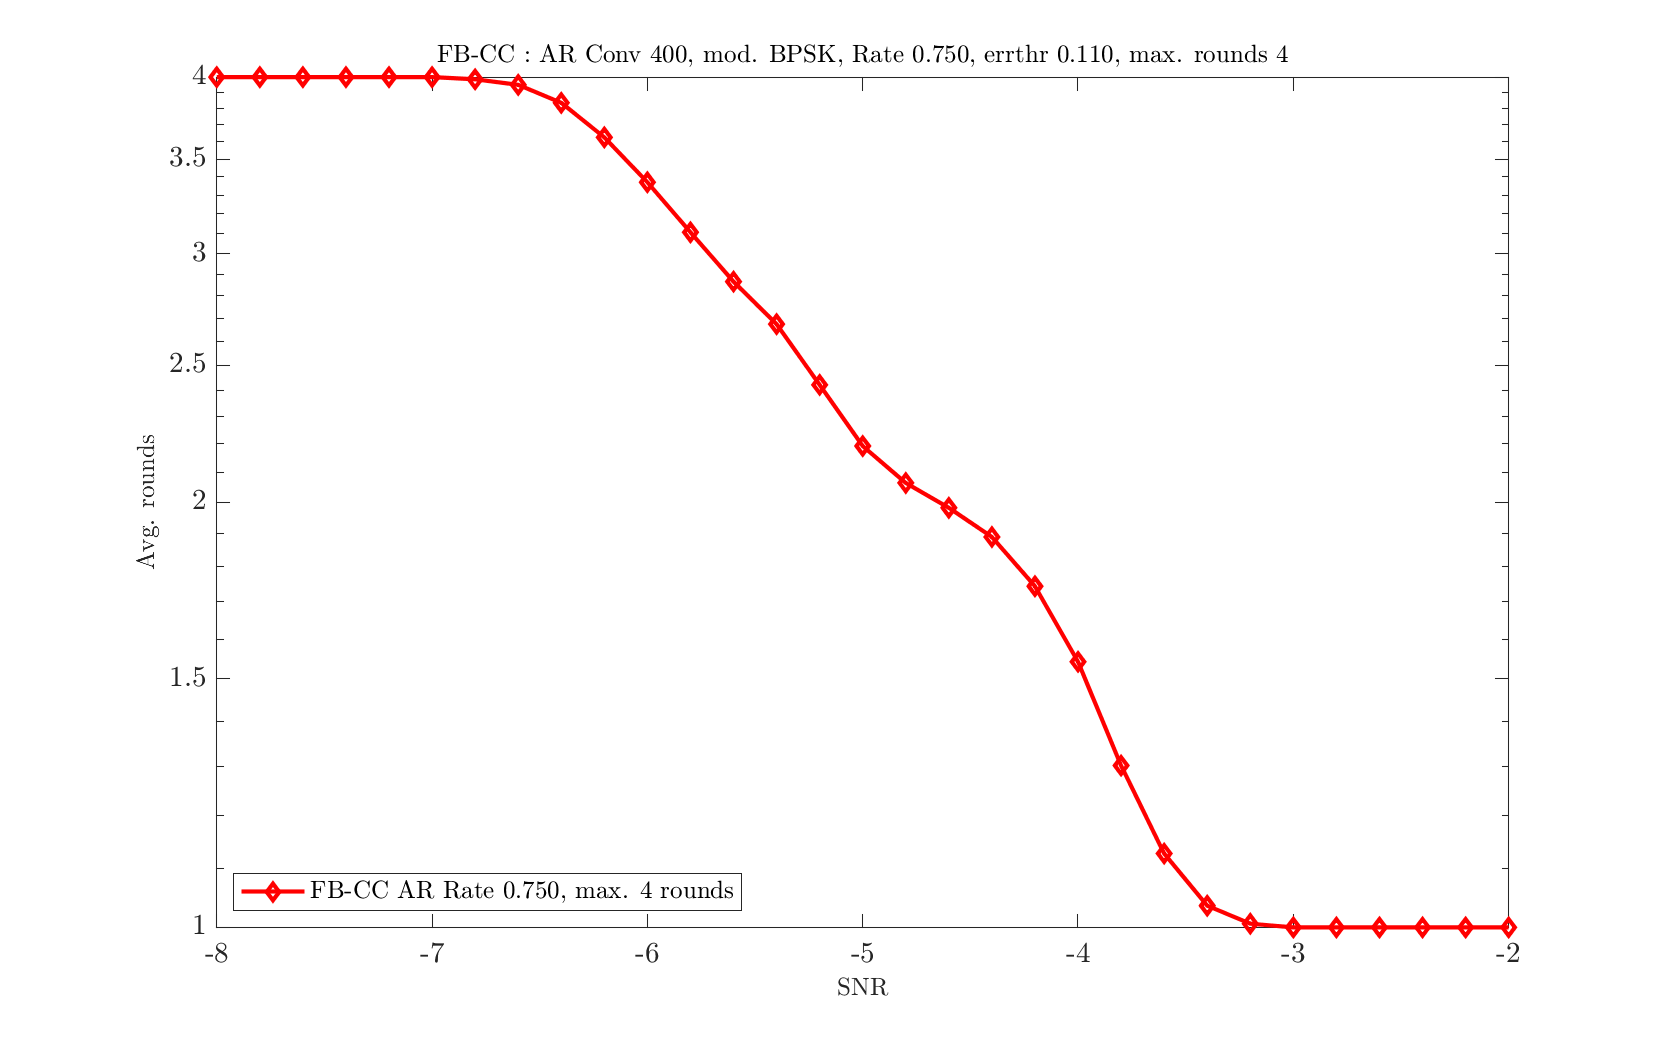 FB-CC : AR Conv 400, mod. BPSK, Rate 0.750, errthr 0.110, max. rounds 4
4
3.5
3
2.5
2
1.5
1
Avg. rounds
FB-CC AR Rate 0.750, max. 4 rounds
-8 -7 -6 -5 -4 -3 -2
SNR